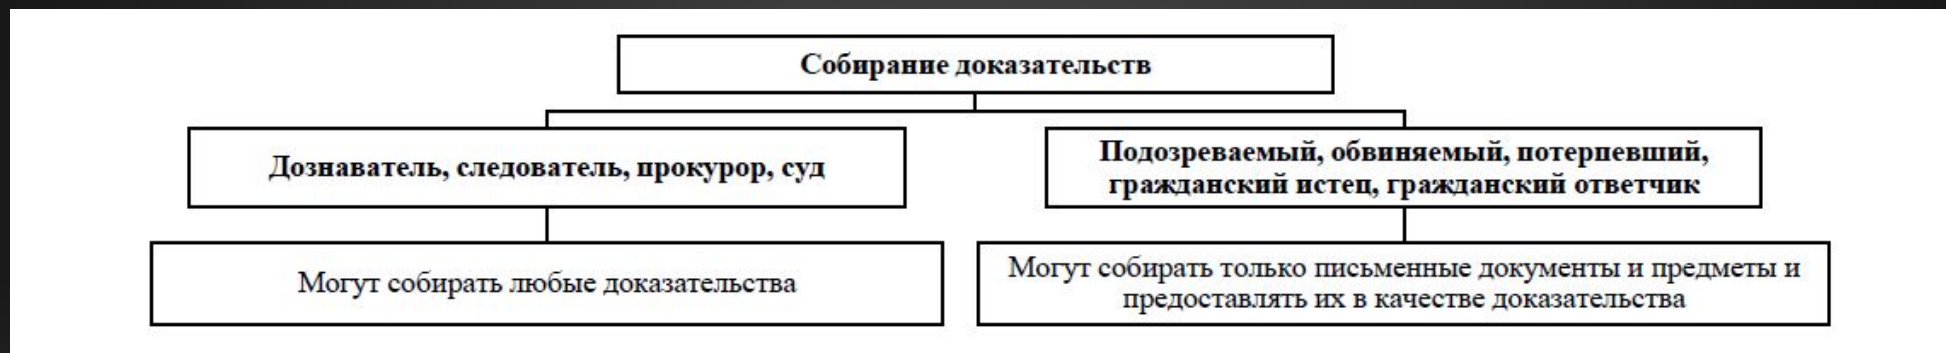 Собирание доказательств
Дознаватель, следователь, прокурор, суд
Подозреваемый, обвиняемый, потерпевший,
гражданский истец, гражданский ответчик
Могут собирать любые доказательства
Могут собирать только письменные документы и предметы и
предоставлять их в качестве доказательства